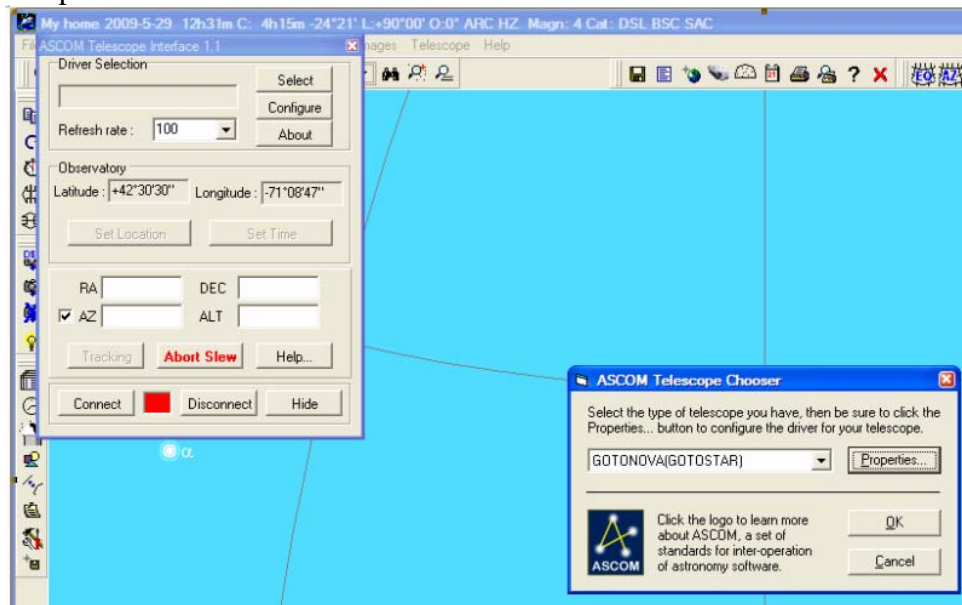 My home 2009-5-29 12h31m C: 4h15m -24°21' L:+90°00' O:0° ARC HZ Magn: 4 Cat: DSL BSC SAC
ASCOM Telescope Interface 1.1
Telescope Help
Driver Selection
Select
Configure
Refresh rate : 100
About
EQ AZ
Observatory
Latitude : +42°30'30" Longitude : -71°08'47"
Set Location Set Time
RA DEC
AZ ALT
Tracking Abort Slew Help...
Connect Disconnect Hide
α
ASCOM Telescope Chooser
Select the type of telescope you have, then be sure to click the
Properties... button to configure the driver for your telescope.
GOTONOVA(GOTOSTAR) Properties...
Click the logo to learn more
about ASCOM, a set of
standards for inter-operation
of astronomy software.
ASCOM
OK
Cancel